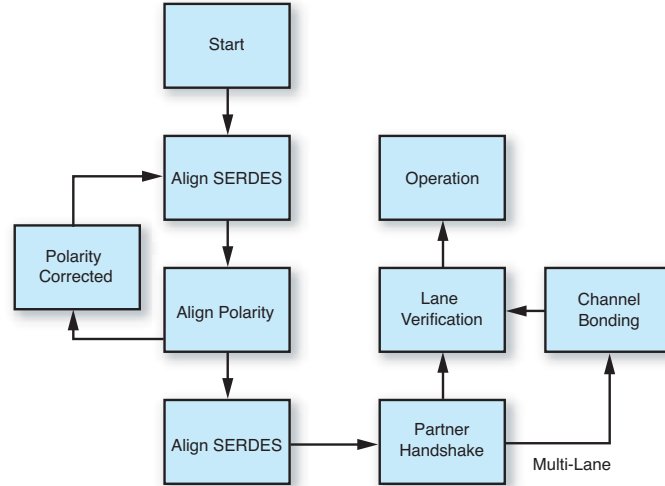 Start
Align SERDES
Operation
Polarity
Corrected
Align Polarity
Lane
Verification
Channel
Bonding
Align SERDES
Partner
Handshake
Multi-Lane